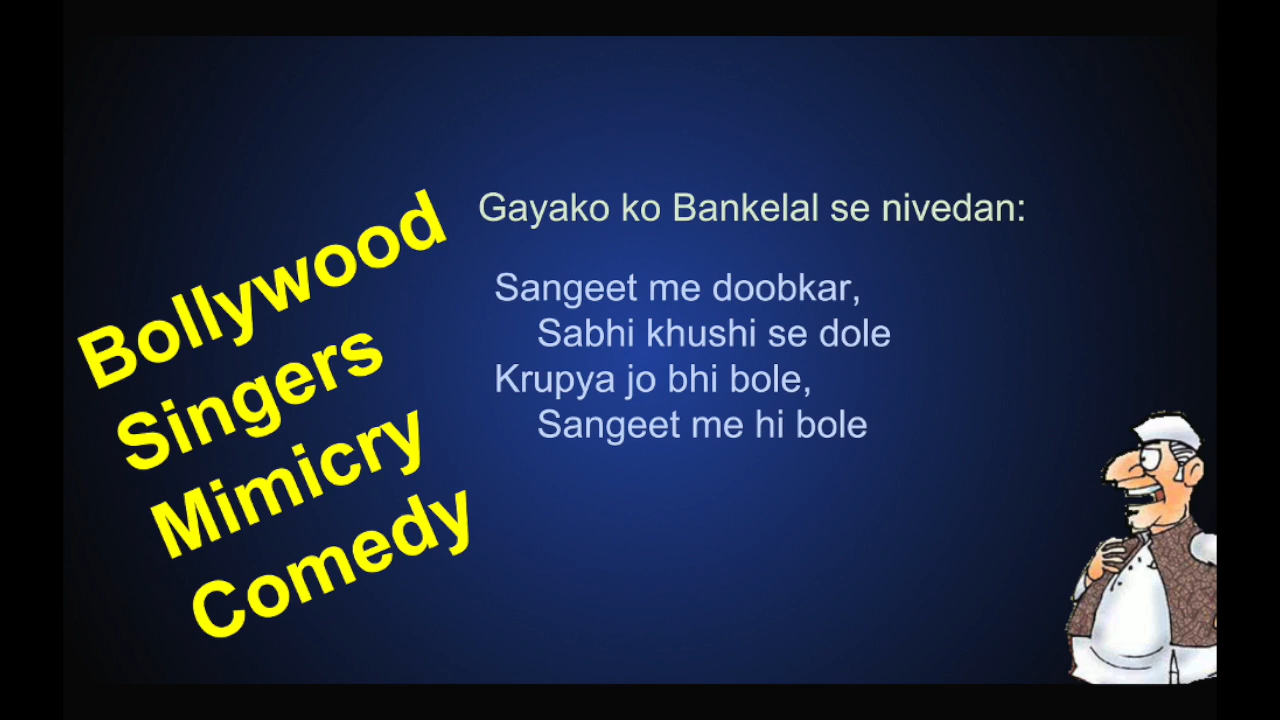 Bollywood
Singers
Mimicry
Comedy
Gayako ko Bankelal se nivedan:
Sangeet me doobkar,
Sabhi khushi se dole
Krupya jo bhi bole,
Sangeet me hi bole